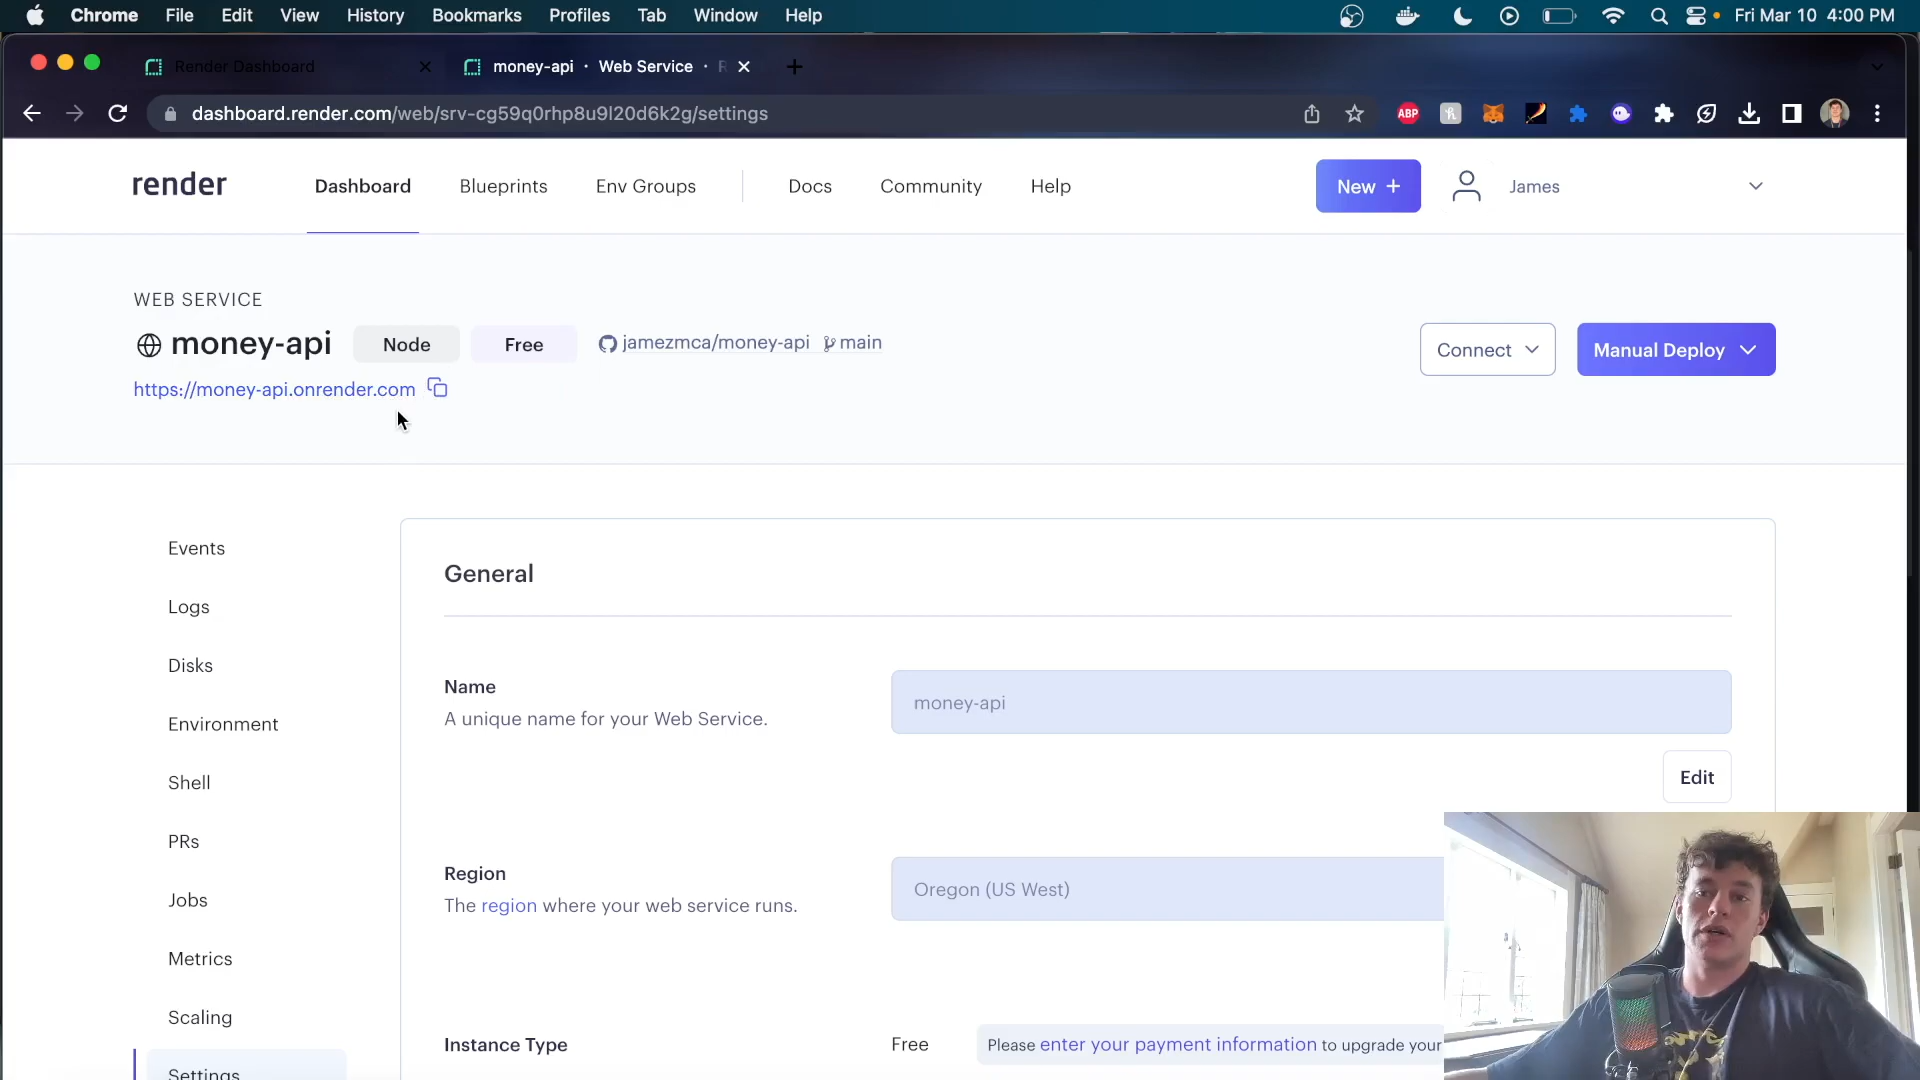 Chrome File Edit View History Bookmarks Profiles Tab Window Help Fri Mar 10 4:00 PM
Render Dashboard money-api · Web Service · R
dashboard.render.com/web/srv-cg59q0rhp8u9l20d6k2g/settings ABP
render Dashboard Blueprints Env Groups Docs Community Help New + James
WEB SERVICE
money-api Node Free jamezmca/money-api main Connect Manual Deploy
https://money-api.onrender.com
Events
Logs
Disks
Environment
Shell
PRs
Jobs
Metrics
Scaling
Settings
General
Name
A unique name for your Web Service.
money-api
Edit
Region
The region where your web service runs.
Oregon (US West)
Instance Type
Free Please enter your payment information to upgrade your